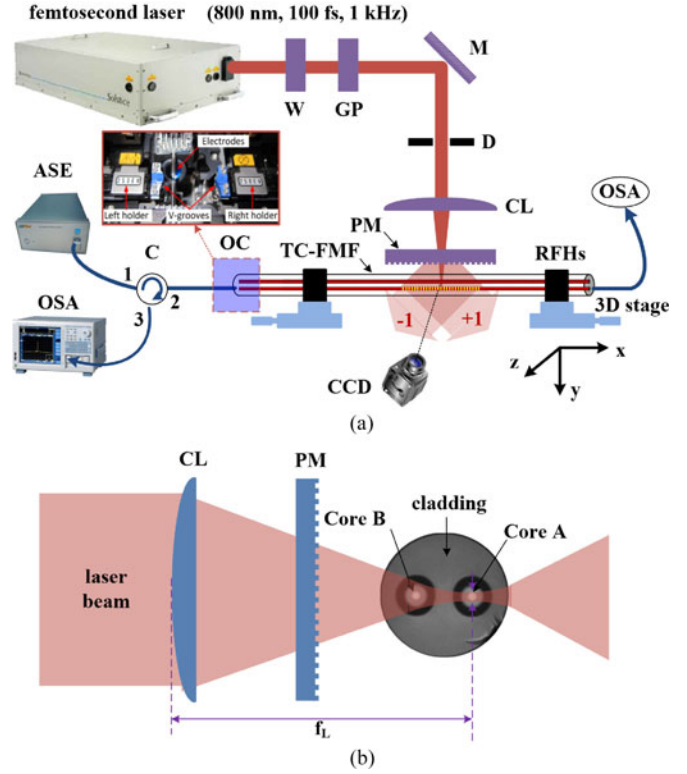 femtosecond laser (800 nm, 100 fs, 1 kHz)
M
W
GP
Solstice
D
ASE
Electrodes
Left holder
V-grooves
Right holder
CL
OSA
PM
C
OC
TC-FMF
RFHs
1
2
3
OSA
3D stage
-1
+1
CCD
x
z
y
(a)
CL
PM
cladding
Core B
Core A
laser
beam
fL
(b)